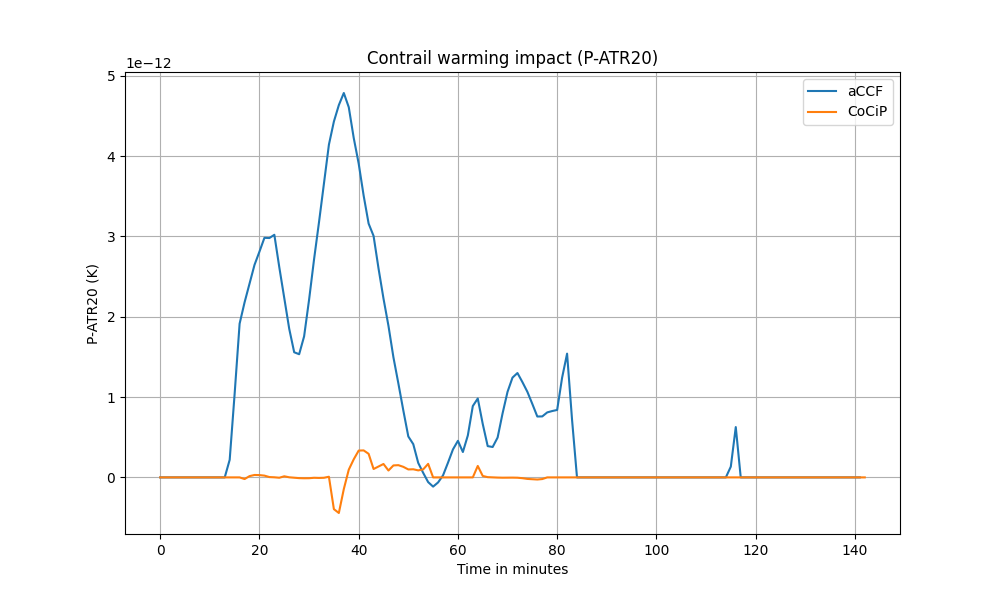 Contrail warming impact (P-ATR20)
1e−12
5
4
3
2
1
0
P-ATR20 (K)
aCCF
CoCiP
0 20 40 60 80 100 120 140
Time in minutes